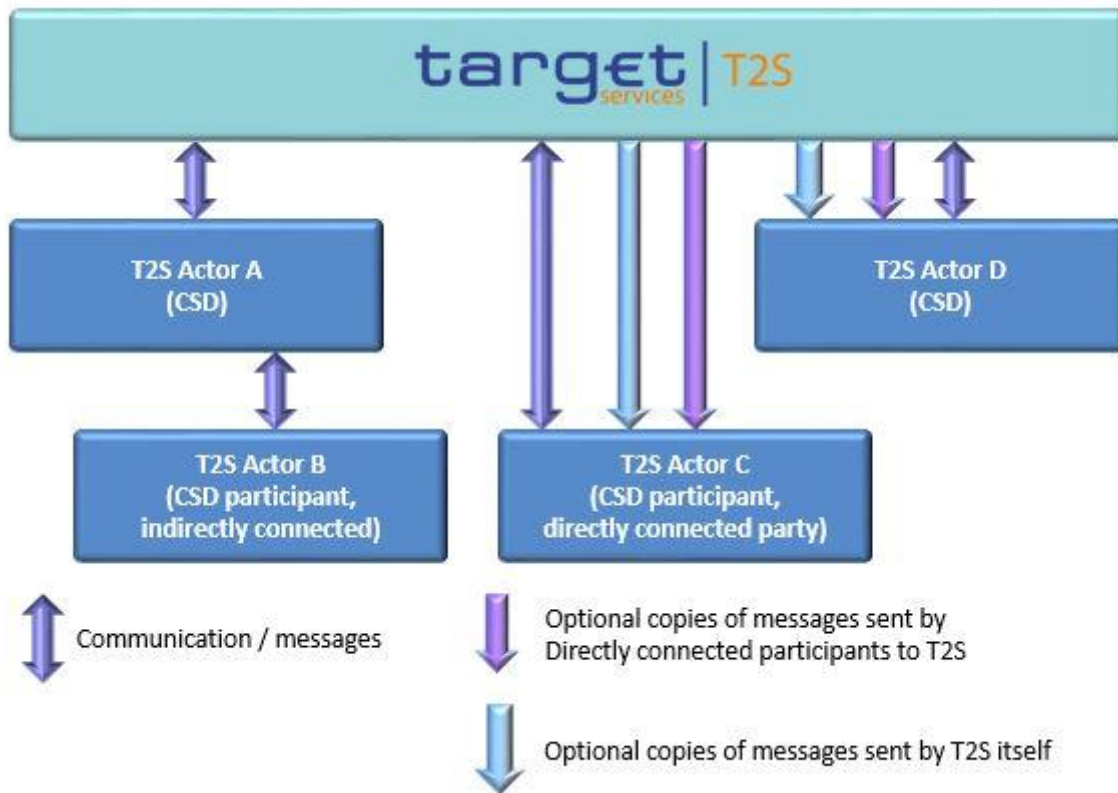 target | T2S
services
T2S Actor A
(CSD)
T2S Actor D
(CSD)
T2S Actor B
(CSD participant,
indirectly connected)
T2S Actor C
(CSD participant,
directly connected party)
Communication / messages
Optional copies of messages sent by
Directly connected participants to T2S
Optional copies of messages sent by T2S itself